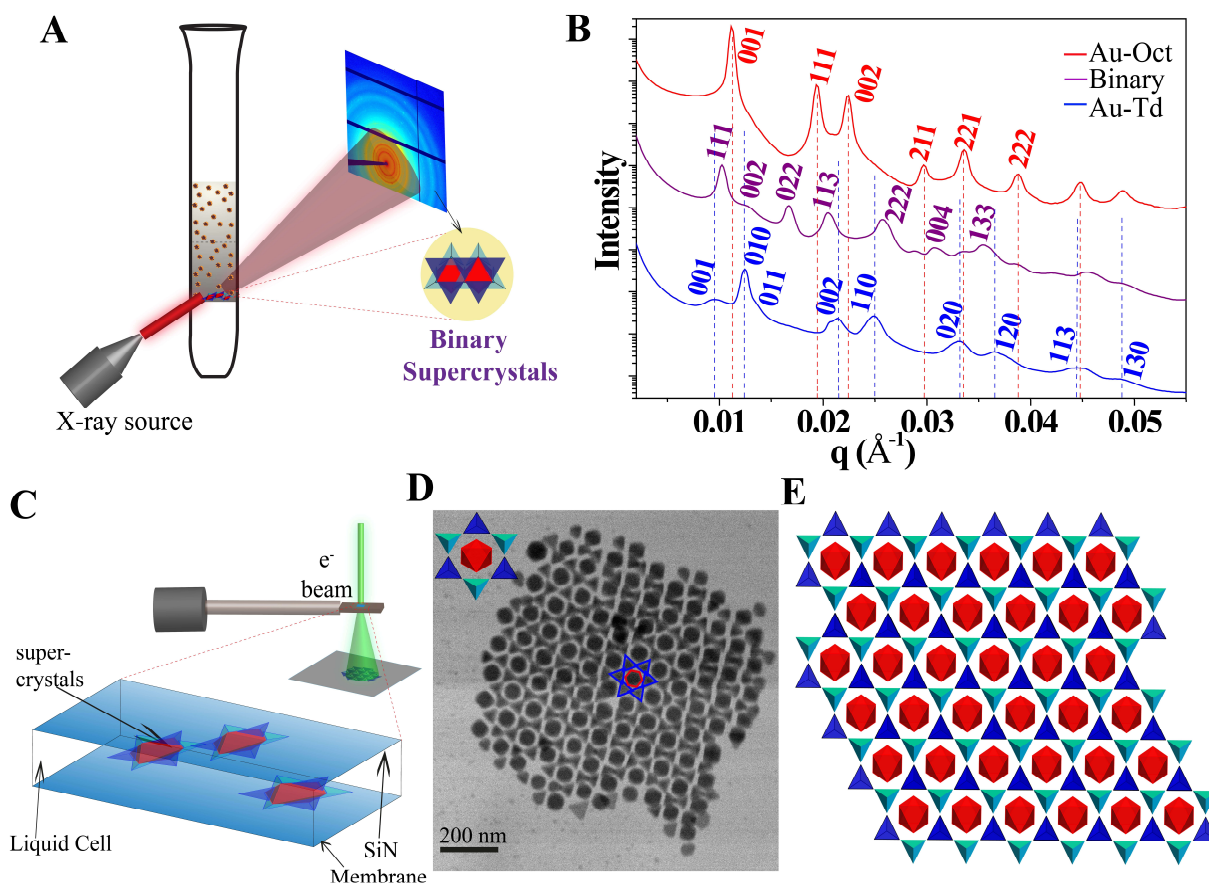 A
X-ray source
Binary
Supercrystals
B
Intensity
001
111
002
211
221
222
Au-Oct
Binary
Au-Td
111
002
022
113
222
004
133
001
010
011
002
110
020
120
113
130
0.01
0.02
0.03
0.04
0.05
q (Å⁻¹)
C
e⁻
beam
super-
crystals
Liquid Cell
SiN
Membrane
D
200 nm
E